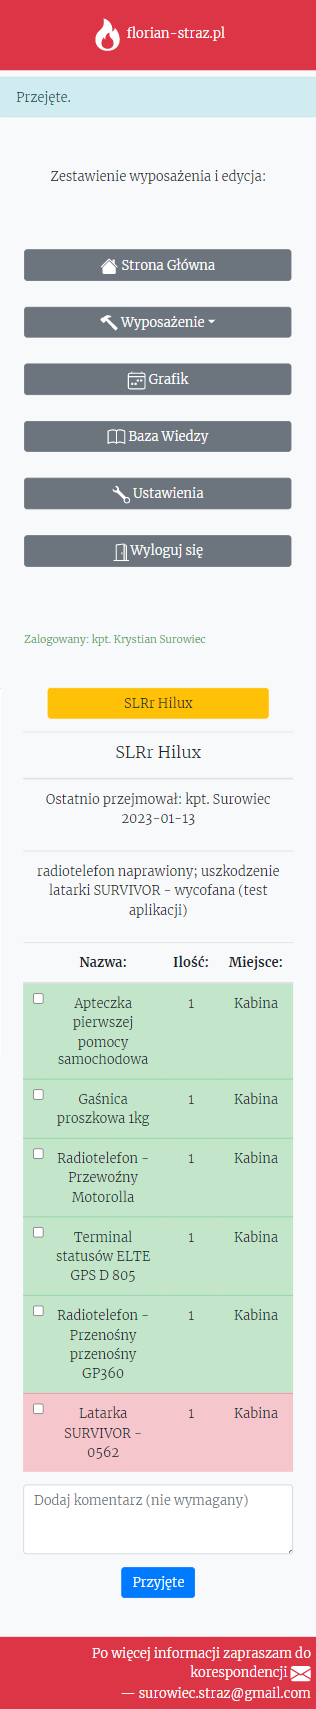 florian-straz.pl
Przejęte.
Zestawienie wyposażenia i edycja:
Strona Główna
Wyposażenie
Grafik
Baza Wiedzy
Ustawienia
Wyloguj się
Zalogowany: kpt. Krystian Surowiec
SLRr Hilux
SLRr Hilux
Ostatnio przejmował: kpt. Surowiec
2023-01-13
radiotelefon naprawiony; uszkodzenie
latarki SURVIVOR - wycofana (test
aplikacji)
Nazwa: Ilość: Miejsce:
Apteczka 1 Kabina
pierwszej
pomocy
samochodowa
Gaśnica 1 Kabina
proszkowa 1kg
Radiotelefon - 1 Kabina
Przewoźny
Motorolla
Terminal 1 Kabina
statusów ELTE
GPS D 805
Radiotelefon - 1 Kabina
Przenośny
przenośny
GP360
Latarka 1 Kabina
SURVIVOR -
0562
Dodaj komentarz (nie wymagany)
Przyjęte
Po więcej informacji zapraszam do
korespondencji
— surowiec.straz@gmail.com